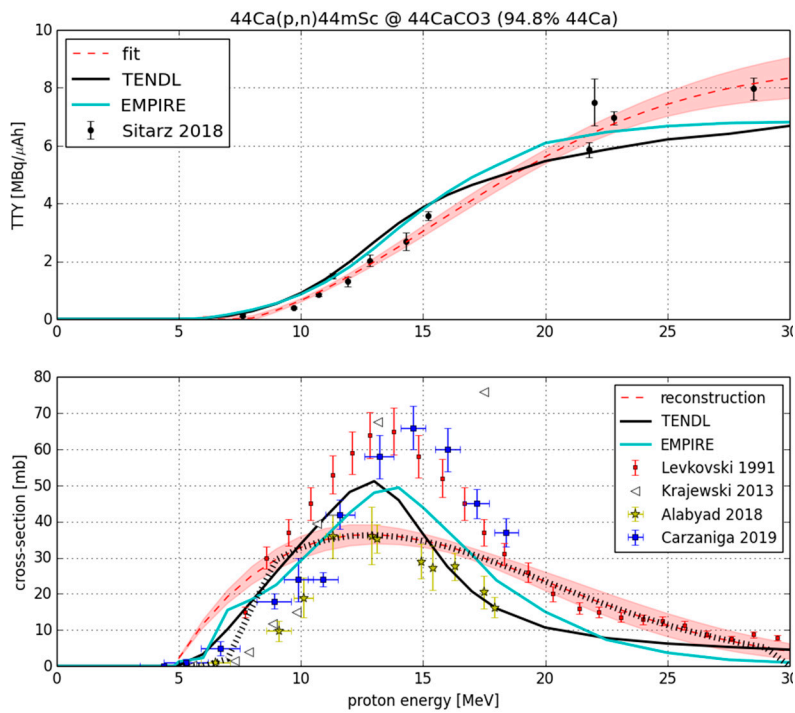 44Ca(p,n)44mSc @ 44CaCO3 (94.8% 44Ca)
10
8
6
4
2
0
TTY [MBq/μAh]
fit
TENDL
EMPIRE
Sitarz 2018
0 5 10 15 20 25 30
80
70
60
50
40
30
20
10
0
cross-section [mb]
reconstruction
TENDL
EMPIRE
Levkovski 1991
Krajewski 2013
Alabyad 2018
Carzaniga 2019
0 5 10 15 20 25 30
proton energy [MeV]